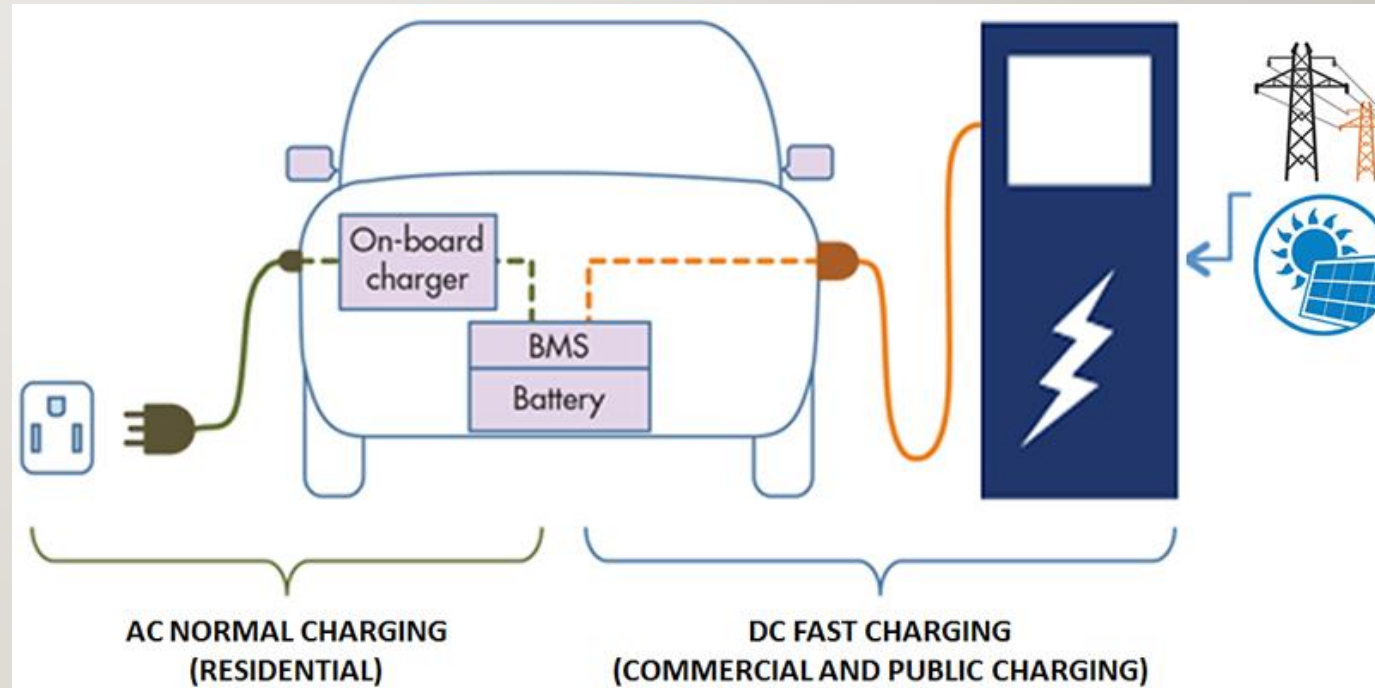 On-board
charger
BMS
Battery
AC NORMAL CHARGING
(RESIDENTIAL)
DC FAST CHARGING
(COMMERCIAL AND PUBLIC CHARGING)